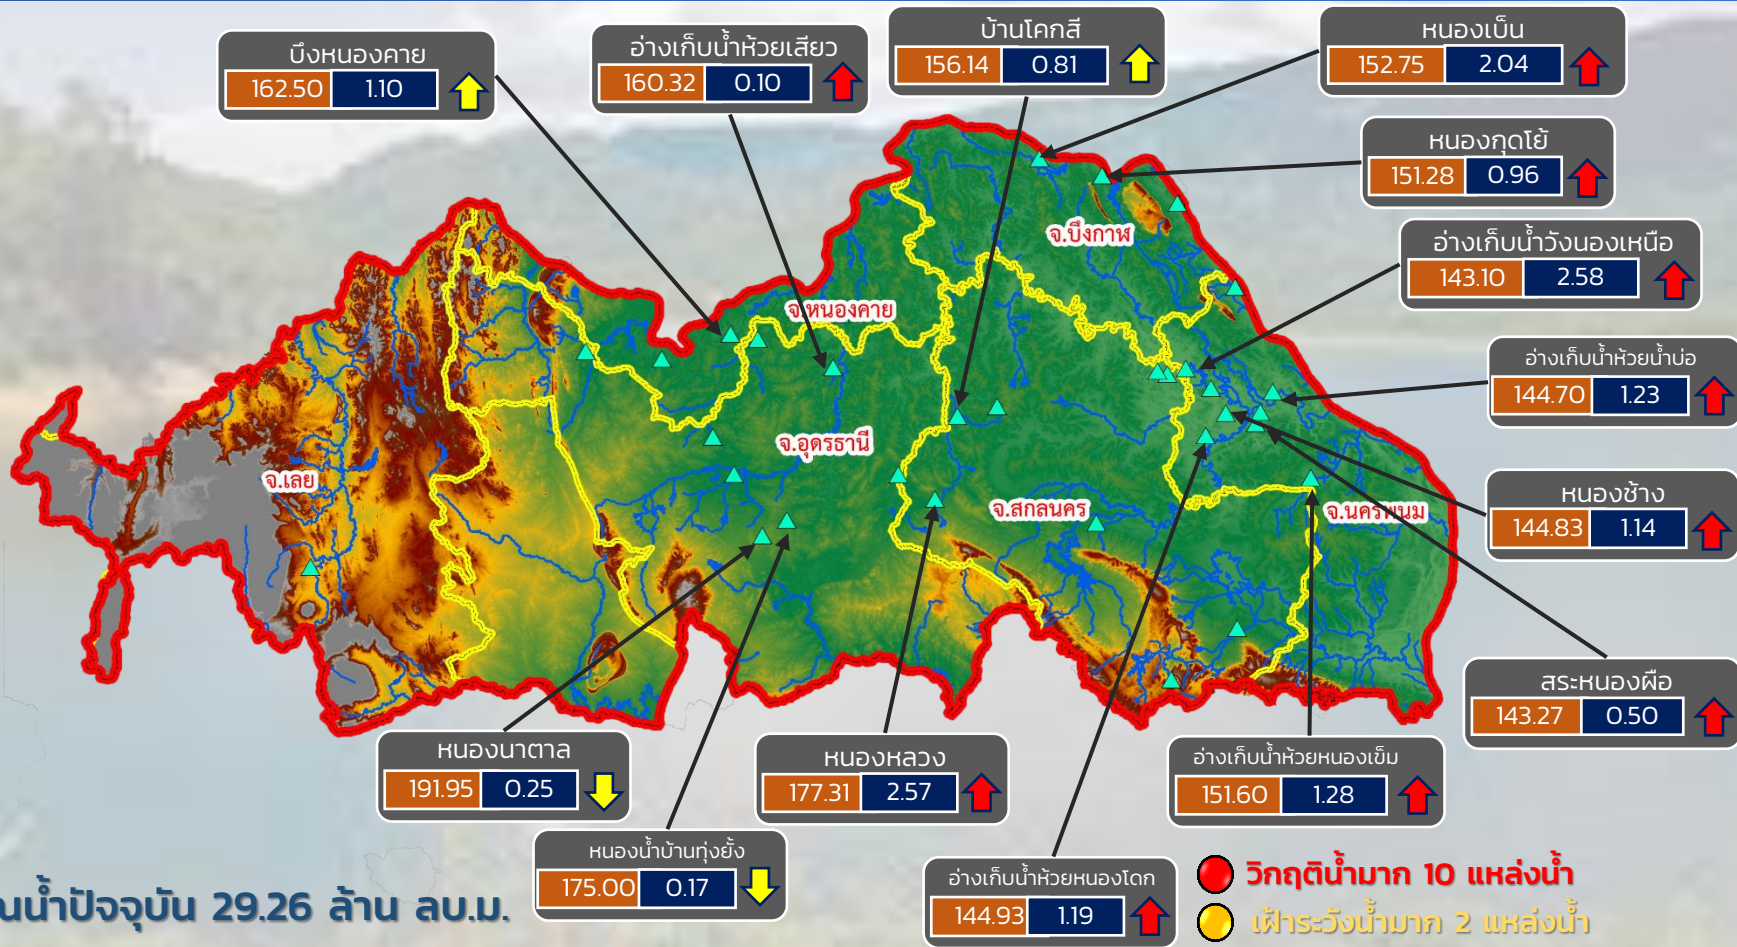 บึงหนองคาย
162.50 1.10
อ่างเก็บน้ำห้วยเสียว
160.32 0.10
บ้านโคกสี
156.14 0.81
หนองเบ็น
152.75 2.04
หนองกุดโย้
151.28 0.96
อ่างเก็บน้ำวังนองเหนือ
143.10 2.58
อ่างเก็บน้ำห้วยน้ำบ่อ
144.70 1.23
หนองช้าง
144.83 1.14
สระหนองผือ
143.27 0.50
จ.บึงกาฬ
จ.หนองคาย
จ.อุดรธานี
จ.เลย
จ.สกลนคร
จ.นครพนม
หนองนาตาล
191.95 0.25
หนองหลวง
177.31 2.57
อ่างเก็บน้ำห้วยหนองเข็ม
151.60 1.28
หนองน้ำบ้านทุ่งยั้ง
175.00 0.17
อ่างเก็บน้ำห้วยหนองโดก
144.93 1.19
ณน้ำปัจจุบัน 29.26 ล้าน ลบ.ม.
วิกฤติน้ำมาก 10 แหล่งน้ำ
เฝ้าระวังน้ำมาก 2 แหล่งน้ำ